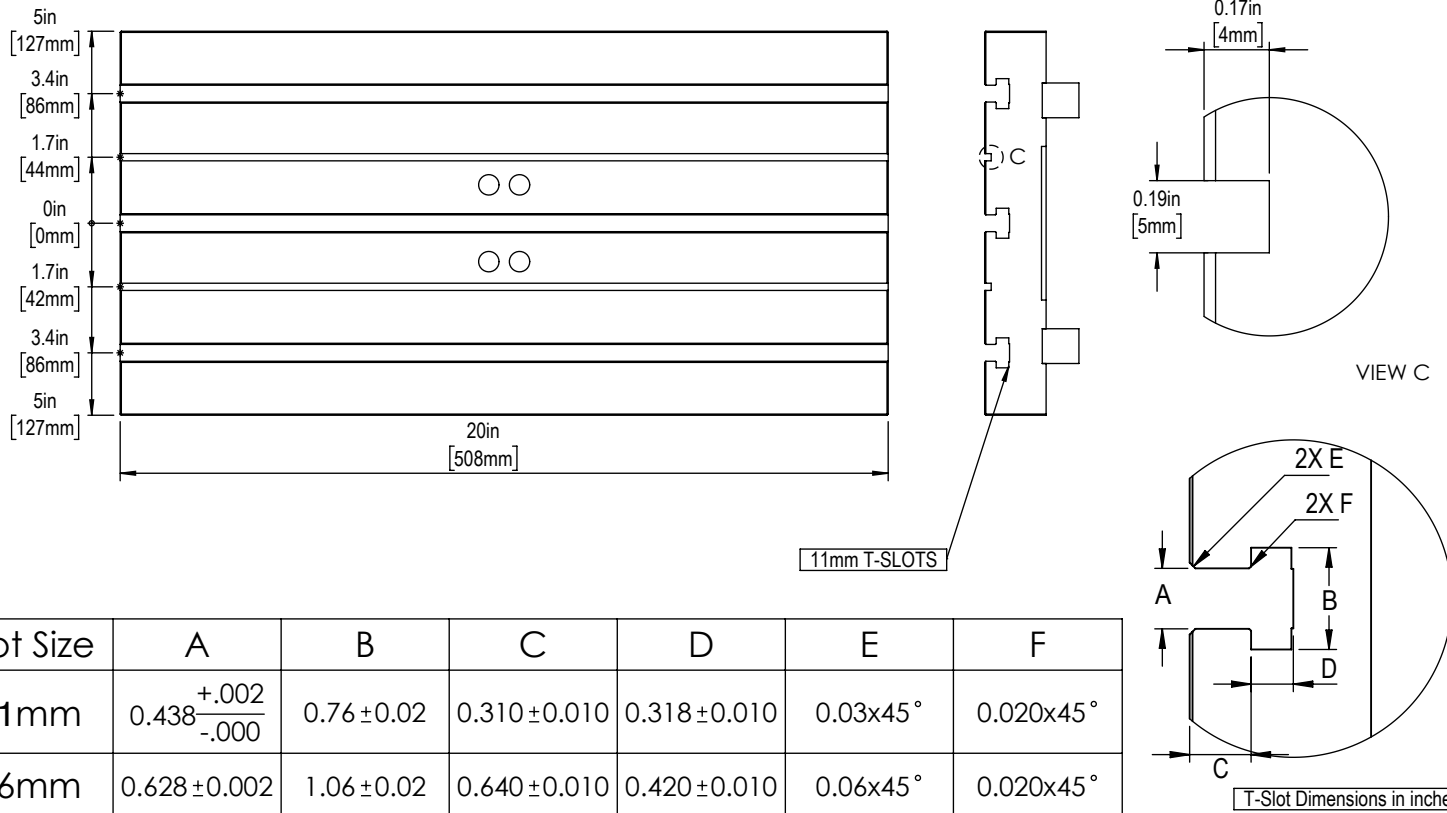 5in
[127mm]
3.4in
[86mm]
1.7in
[44mm]
0in
[0mm]
1.7in
[42mm]
3.4in
[86mm]
5in
[127mm]
20in
[508mm]
C
11mm T-SLOTS
0.17in
[4mm]
0.19in
[5mm]
VIEW C
2X E
2X F
A
B
D
C
T-Slot Dimensions in inche
ot Size A B C D E F
1mm 0.438 +.002 -.000 0.76±0.02 0.310±0.010 0.318±0.010 0.03x45° 0.020x45°
6mm 0.628±0.002 1.06±0.02 0.640±0.010 0.420±0.010 0.06x45° 0.020x45°